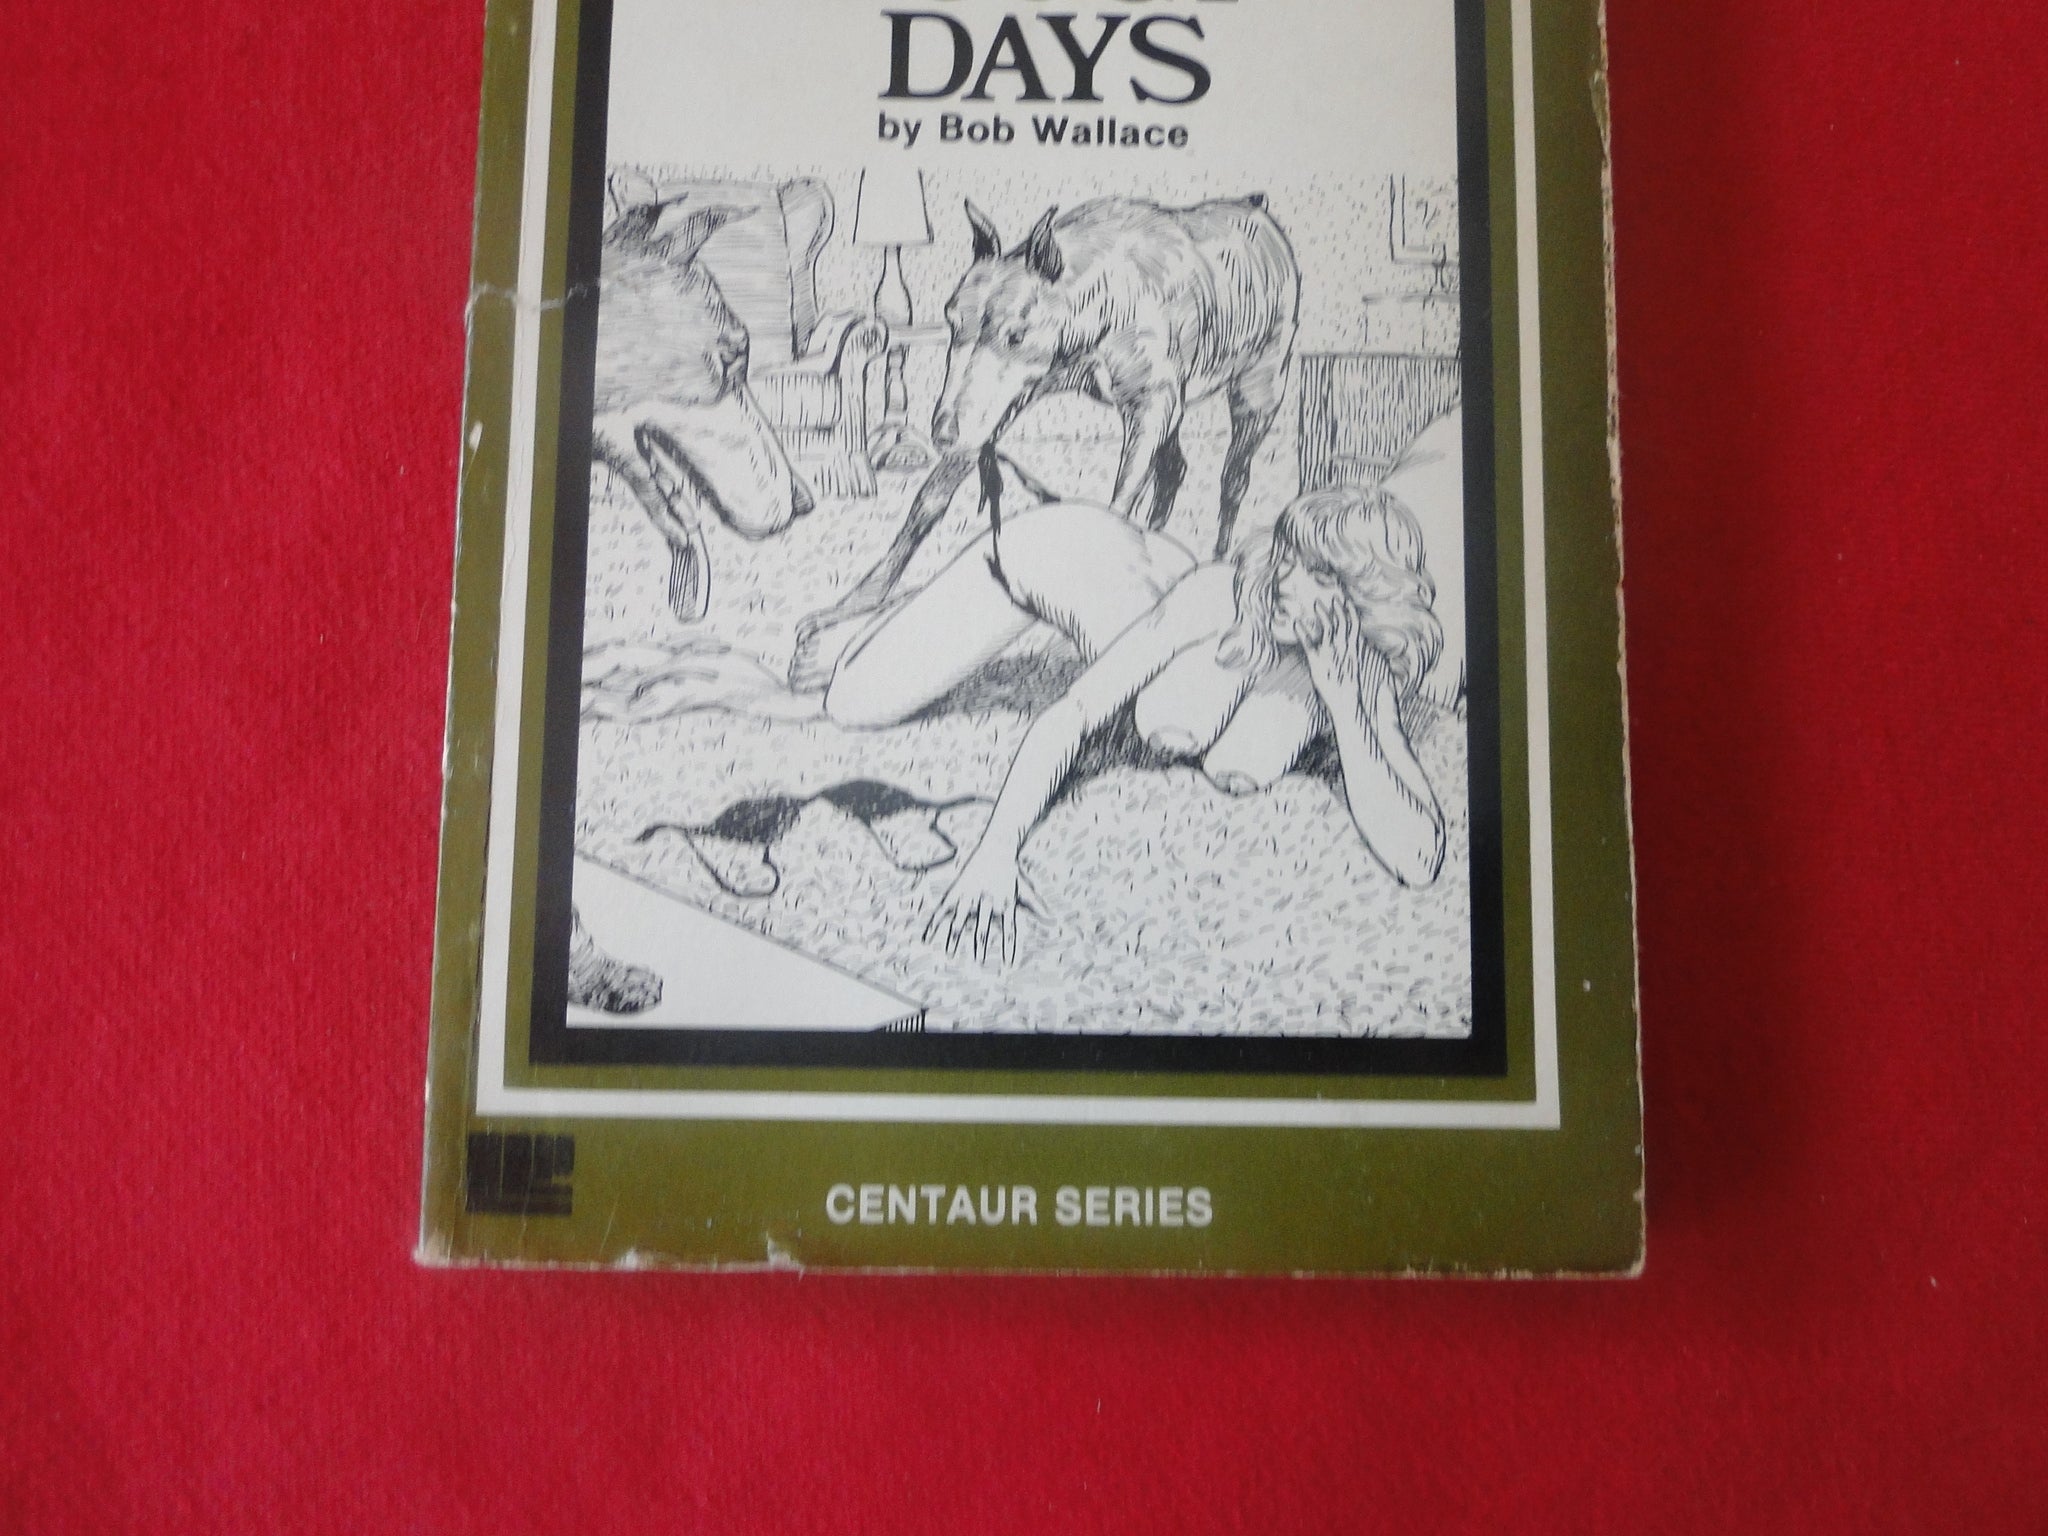 DAYS
by Bob Wallace
CENTAUR SERIES